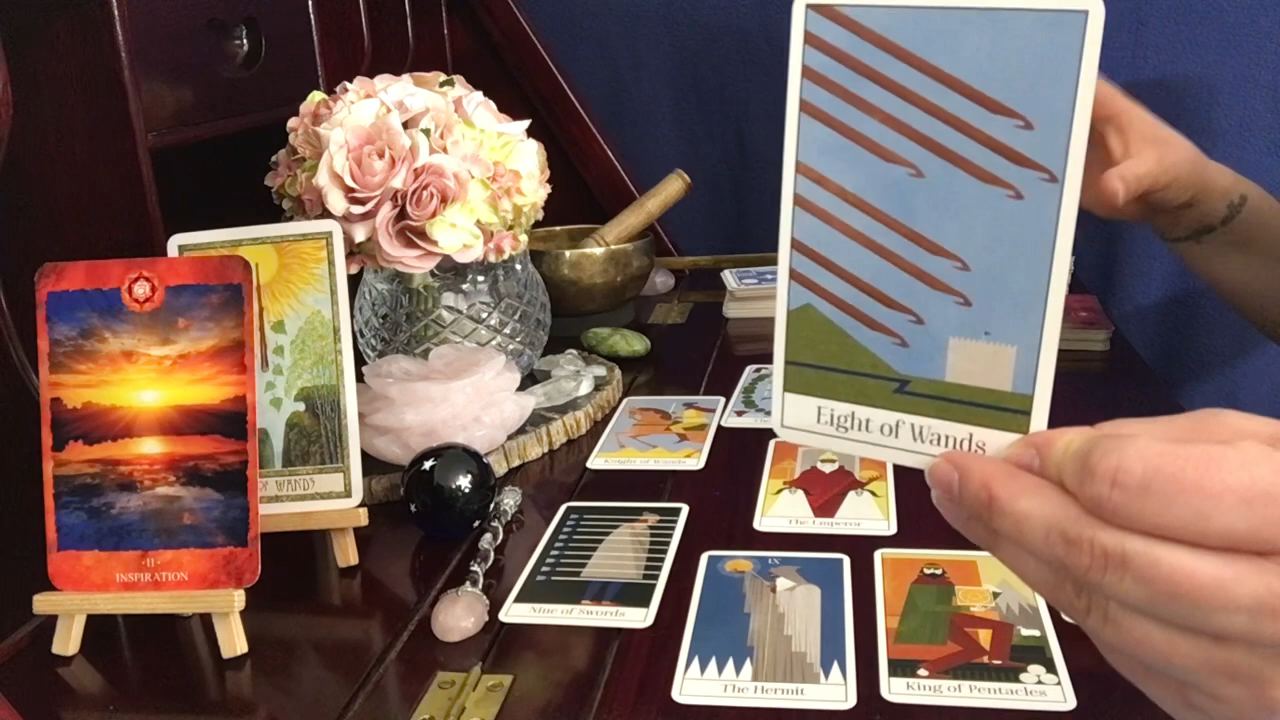 Eight of Wands
OF WANDS
·II·
INSPIRATION
Knight of Wands
The Emperor
Nine of Swords
IX
The Hermit
King of Pentacles